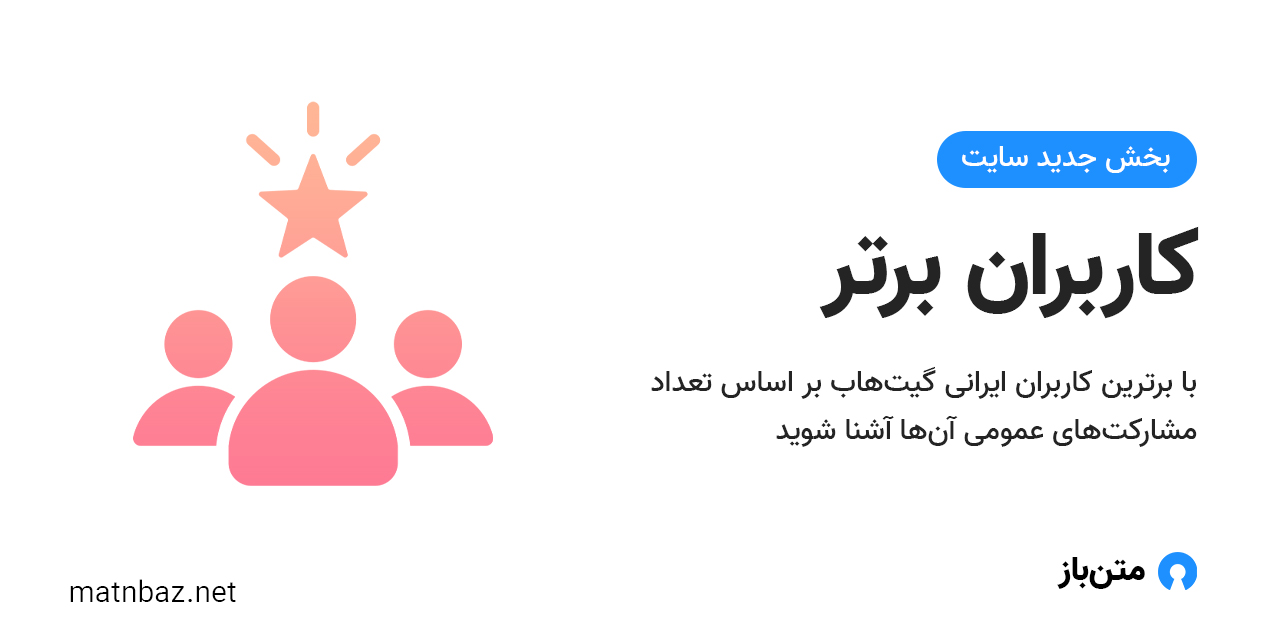 بخش جدید سایت
کاربران برتر
با برترین کاربران ایرانی گیت‌هاب بر اساس تعداد
مشارکت‌های عمومی آن‌ها آشنا شوید
متن‌باز
matnbaz.net